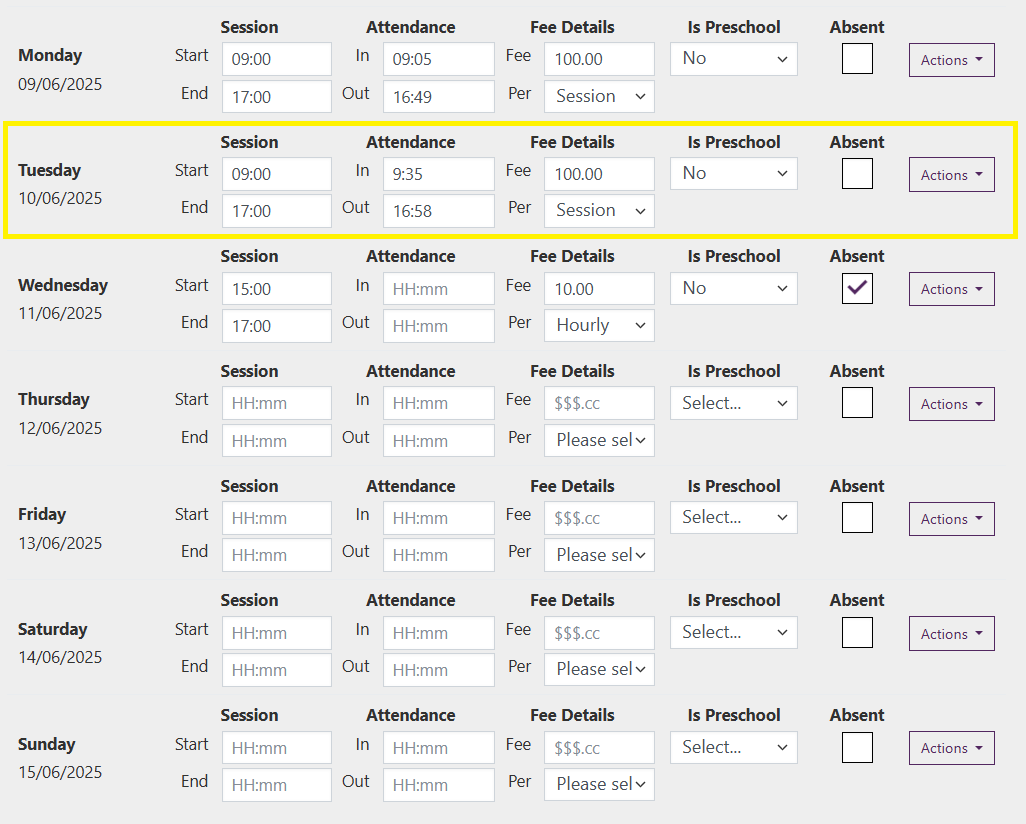 Session Attendance Fee Details Is Preschool Absent
Monday Start 09:00 In 09:05 Fee 100.00 No Actions
09/06/2025 End 17:00 Out 16:49 Per Session
Session Attendance Fee Details Is Preschool Absent
Tuesday Start 09:00 In 9:35 Fee 100.00 No Actions
10/06/2025 End 17:00 Out 16:58 Per Session
Session Attendance Fee Details Is Preschool Absent
Wednesday Start 15:00 In HH:mm Fee 10.00 No Actions
11/06/2025 End 17:00 Out HH:mm Per Hourly
Session Attendance Fee Details Is Preschool Absent
Thursday Start HH:mm In HH:mm Fee $$$.cc Select... Actions
12/06/2025 End HH:mm Out HH:mm Per Please sel
Session Attendance Fee Details Is Preschool Absent
Friday Start HH:mm In HH:mm Fee $$$.cc Select... Actions
13/06/2025 End HH:mm Out HH:mm Per Please sel
Session Attendance Fee Details Is Preschool Absent
Saturday Start HH:mm In HH:mm Fee $$$.cc Select... Actions
14/06/2025 End HH:mm Out HH:mm Per Please sel
Session Attendance Fee Details Is Preschool Absent
Sunday Start HH:mm In HH:mm Fee $$$.cc Select... Actions
15/06/2025 End HH:mm Out HH:mm Per Please sel